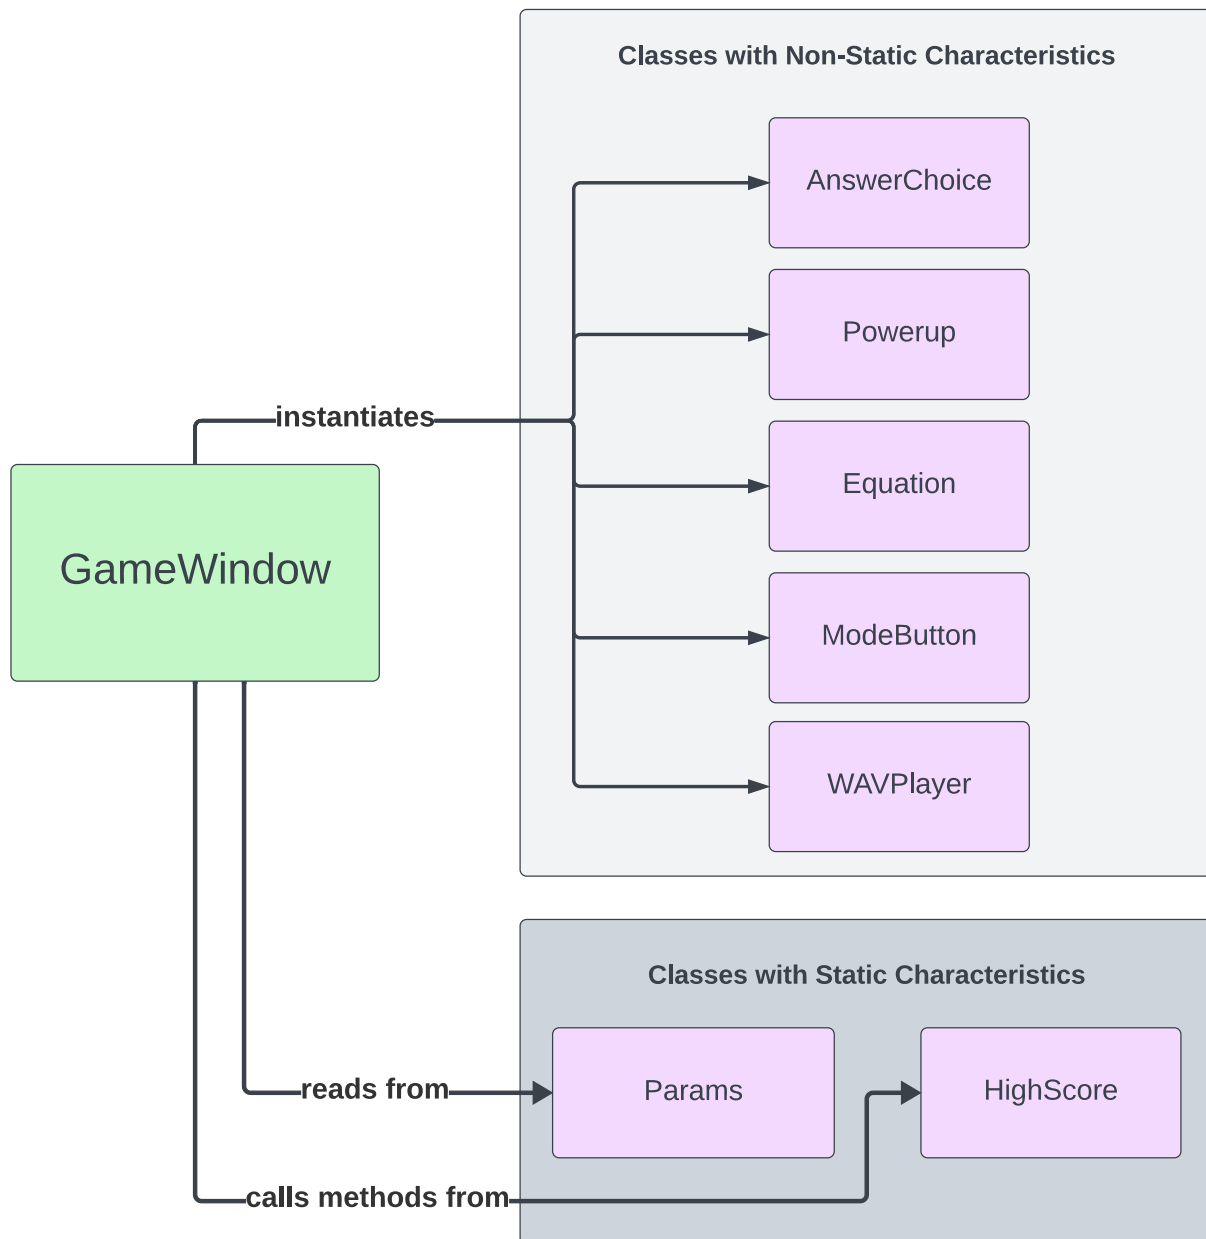 Classes with Non-Static Characteristics
AnswerChoice
Powerup
instantiates
Equation
GameWindow
ModeButton
WAVPlayer
Classes with Static Characteristics
reads from
Params
HighScore
calls methods from